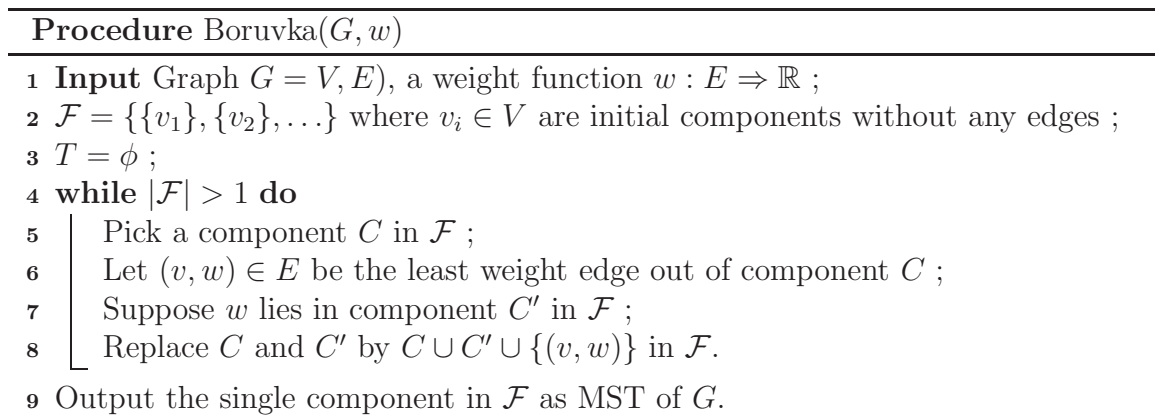 Procedure Boruvka(G, w)
1 Input Graph G = V, E), a weight function w : E ⇒ ℝ ;
2 ℱ = {{v₁}, {v₂}, …} where vᵢ ∈ V are initial components without any edges ;
3 T = ϕ ;
4 while |ℱ| > 1 do
5 Pick a component C in ℱ ;
6 Let (v, w) ∈ E be the least weight edge out of component C ;
7 Suppose w lies in component C′ in ℱ ;
8 Replace C and C′ by C ∪ C′ ∪ {(v, w)} in ℱ.
9 Output the single component in ℱ as MST of G.